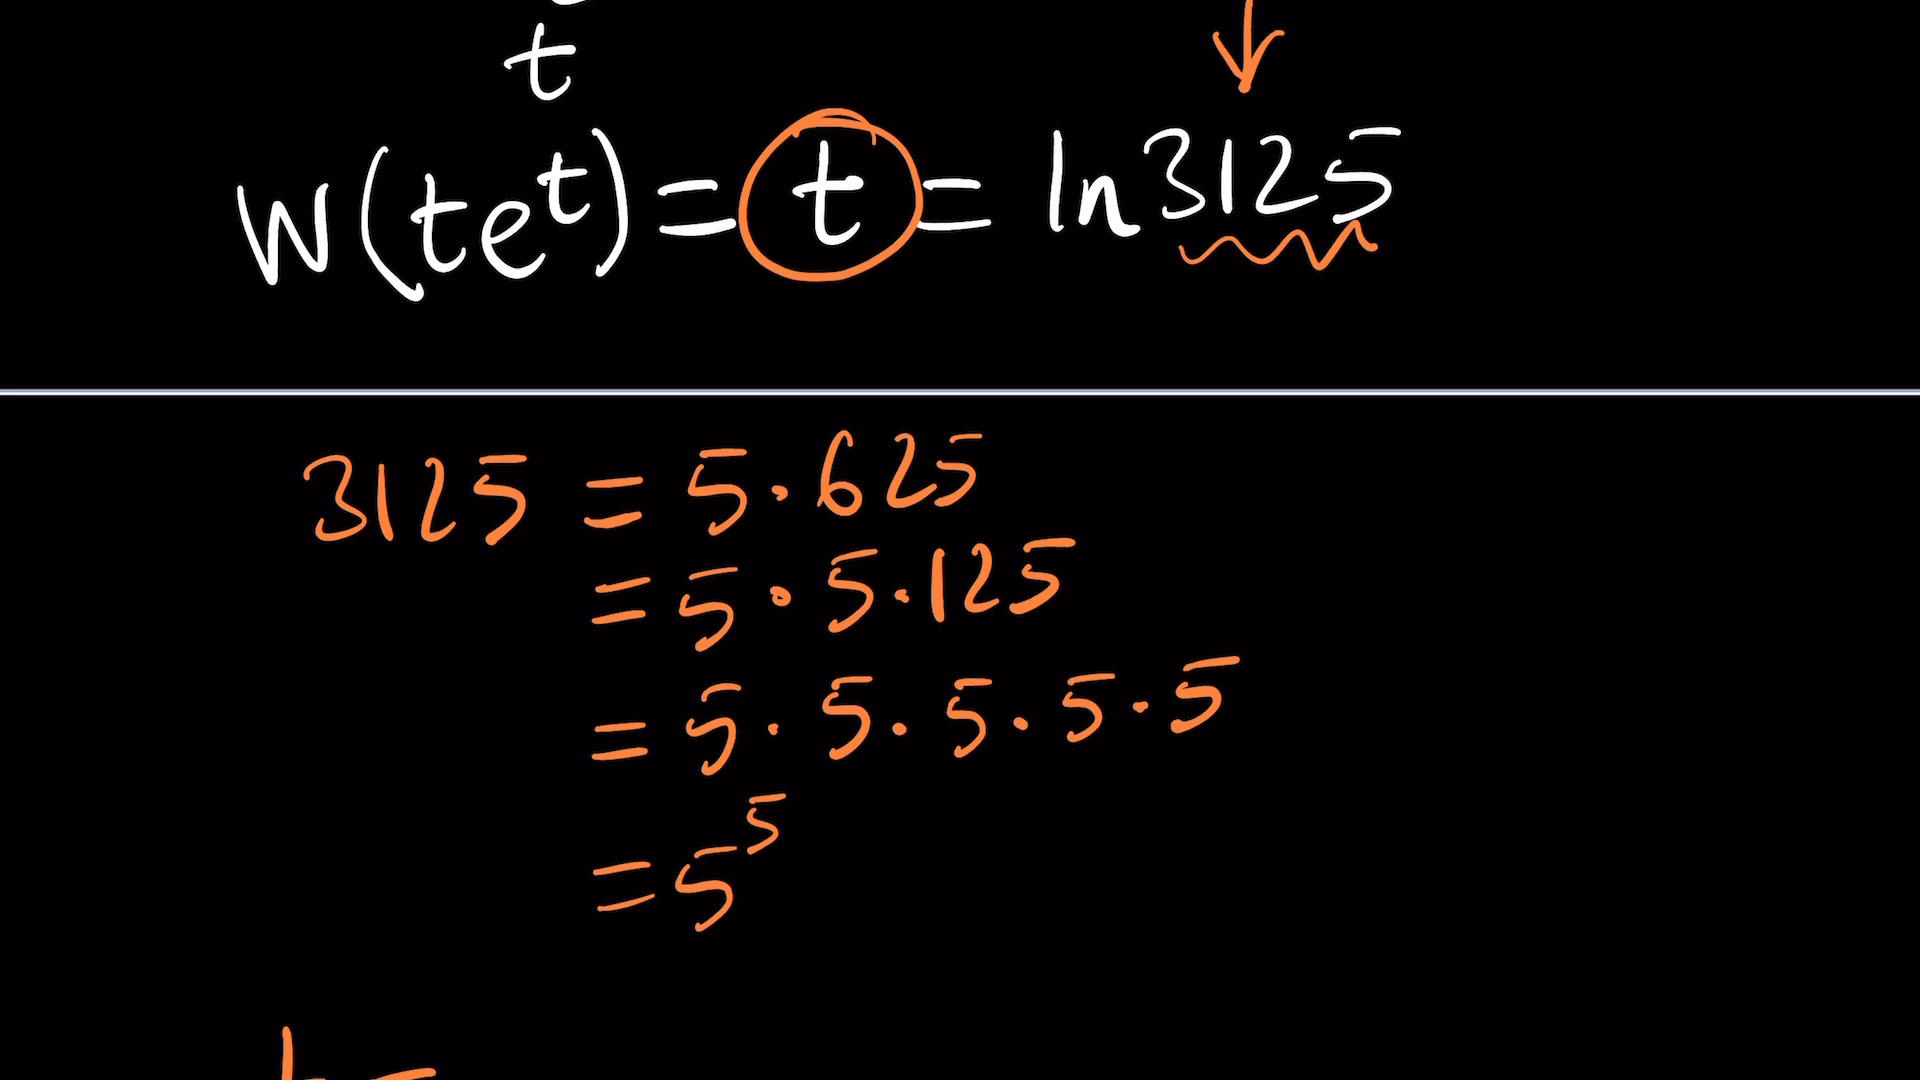 t
W(te^t) = t = ln3125
3125 = 5·625
= 5·5·125
= 5·5·5·5·5
= 5^5